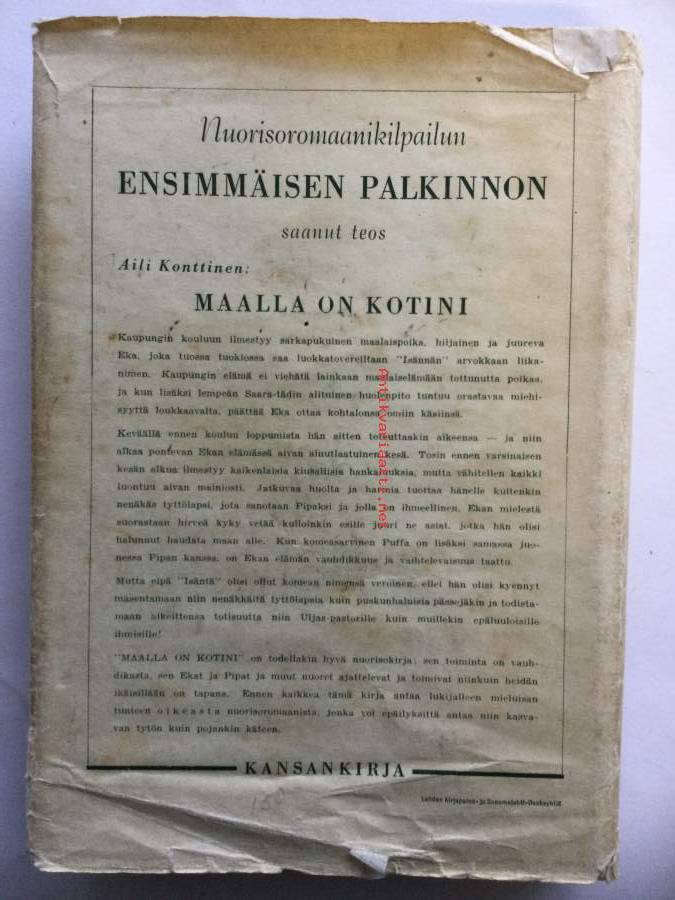 Nuorisoromaanikilpailun
ENSIMMÄISEN PALKINNON
saanut teos
Aili Konttinen:
MAALLA ON KOTINI
Kaupungin kouluun ilmestyy sarkapukuinen maalaispoika, hiljainen ja juureva
Eka, joka tuossa tuokiossa saa luokkatovereiltaan "Isännän" arvokkaan liika-
nimen. Kaupungin elämä ei viehätä lainkaan maalaiselämään tottunutta poikaa,
ja kun lisäksi lempeän Saara-tädin alituinen huolenpito tuntuu orastavaa miehi-
syyttä loukkaavalta, päättää Eka ottaa kohtalonsa omiin käsiinsä.
Keväällä ennen koulun loppumista hän sitten toteuttaakin aikeensa — ja niin
alkaa pontevan Ekan elämässä aivan ainutlaatuinen kesä. Tosin ennen varsinaisen
kesän alkua ilmestyy kaikenlaisia kiusallisia hankaluuksia, mutta vähitellen kaikki
luontuu aivan mainiosti. Jatkuvaa huolta ja harmia tuottaa hänelle kuitenkin
nenäkäs tyttölapsi, jota sanotaan Pipaksi ja jolla on ihmeellinen, Ekan mielestä
suorastaan hirveä kyky vetää kulloinkin esille juuri ne asiat, jotka hän olisi
halunnut haudata maan alle. Kun komeasarvinen Puffa on lisäksi samassa juo-
nessa Pipan kanssa, on Ekan elämän vauhdikkuus ja vaihtelevaisuus taattu.
Mutta eipä "Isäntä" olisi ollut komean nimensä veroinen, ellei hän olisi kyennyt
masentamaan niin nenäkkäitä tyttölapsia kuin puskunhaluisia pässejäkin ja todista-
maan aikeittensa totisuutta niin Uljas-pastorille kuin muillekin epäluuloisille
ihmisille!
"MAALLA ON KOTINI" on todellakin hyvä nuorisokirja; sen toiminta on vauh-
dikasta, sen Ekat ja Pipat ja muut nuoret ajattelevat ja toimivat niinkuin heidän
ikäisillään on tapana. Ennen kaikkea tämä kirja antaa lukijalleen mieluisan
tunteen oikeasta nuorisoromaanista, jonka voi epäilyksittä antaa niin kasva-
van tytön kuin pojankin käteen.
KANSANKIRJA
Lahden Kirjapaino- ja Sanomalehti-Osakeyhtiö
Antikvariaatti.net